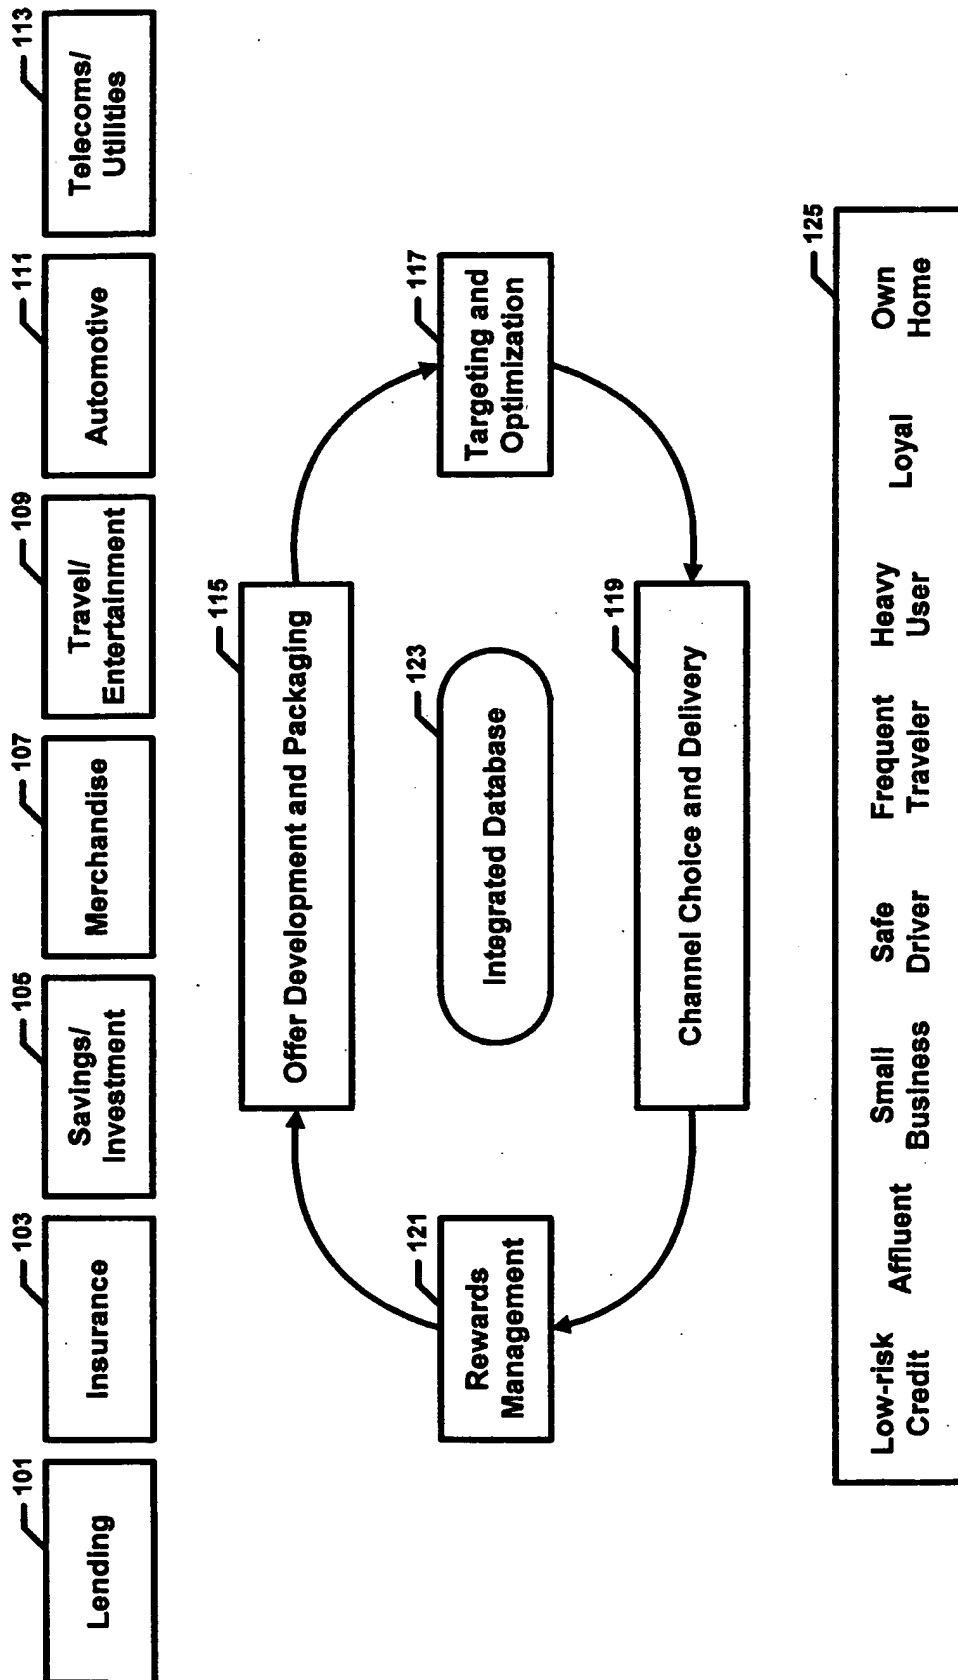 101
Lending
103
Insurance
105
Savings/
Investment
107
Merchandise
109
Travel/
Entertainment
111
Automotive
113
Telecoms/
Utilities
115
Offer Development and Packaging
121
Rewards
Management
123
Integrated Database
117
Targeting and
Optimization
119
Channel Choice and Delivery
125
Low-risk
Credit
Affluent
Small
Business
Safe
Driver
Frequent
Traveler
Heavy
User
Loyal
Own
Home